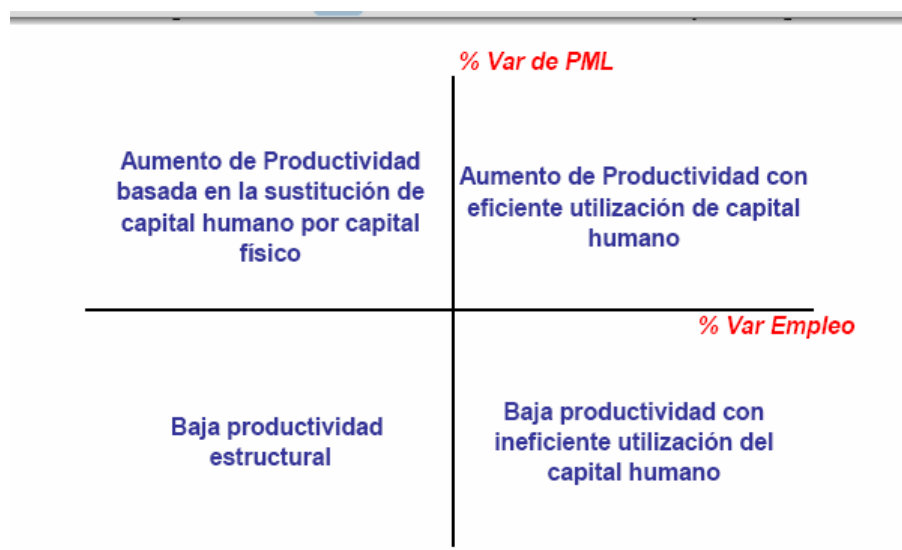 % Var de PML
Aumento de Productividad
basada en la sustitución de
capital humano por capital
físico
Aumento de Productividad con
eficiente utilización de capital
humano
% Var Empleo
Baja productividad
estructural
Baja productividad con
ineficiente utilización del
capital humano